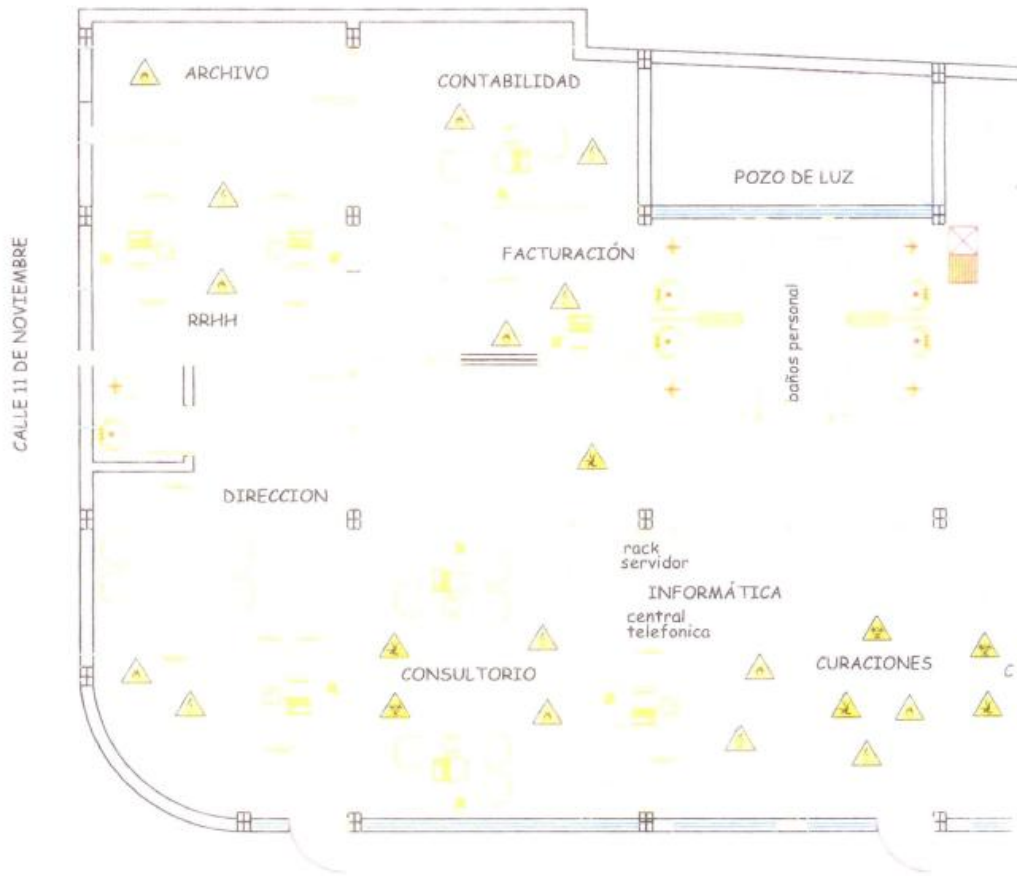 ARCHIVO
CONTABILIDAD
POZO DE LUZ
FACTURACIÓN
RRHH
baños personal
CALLE 11 DE NOVIEMBRE
DIRECCION
rack
servidor
INFORMÁTICA
central
telefonica
CONSULTORIO
CURACIONES
C